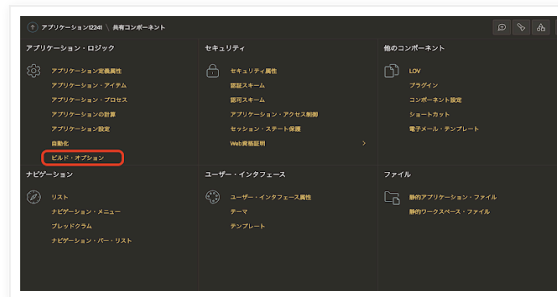 アプリケーション12241 \ 共有コンポーネント
アプリケーション・ロジック
アプリケーション定義属性
アプリケーション・アイテム
アプリケーション・プロセス
アプリケーションの計算
アプリケーション設定
自動化
ビルド・オプション
セキュリティ
セキュリティ属性
認証スキーム
認可スキーム
アプリケーション・アクセス制御
セッション・ステート保護
Web資格証明
他のコンポーネント
LOV
プラグイン
コンポーネント設定
ショートカット
電子メール・テンプレート
ナビゲーション
リスト
ナビゲーション・メニュー
ブレッドクラム
ナビゲーション・バー・リスト
ユーザー・インタフェース
ユーザー・インタフェース属性
テーマ
テンプレート
ファイル
静的アプリケーション・ファイル
静的ワークスペース・ファイル